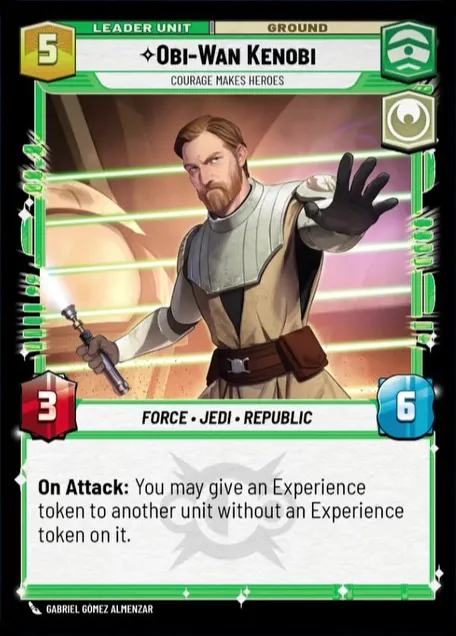 5
LEADER UNIT
GROUND
OBI-WAN KENOBI
COURAGE MAKES HEROES
3
FORCE • JEDI • REPUBLIC
6
On Attack: You may give an Experience
token to another unit without an Experience
token on it.
GABRIEL GÓMEZ ALMENZAR